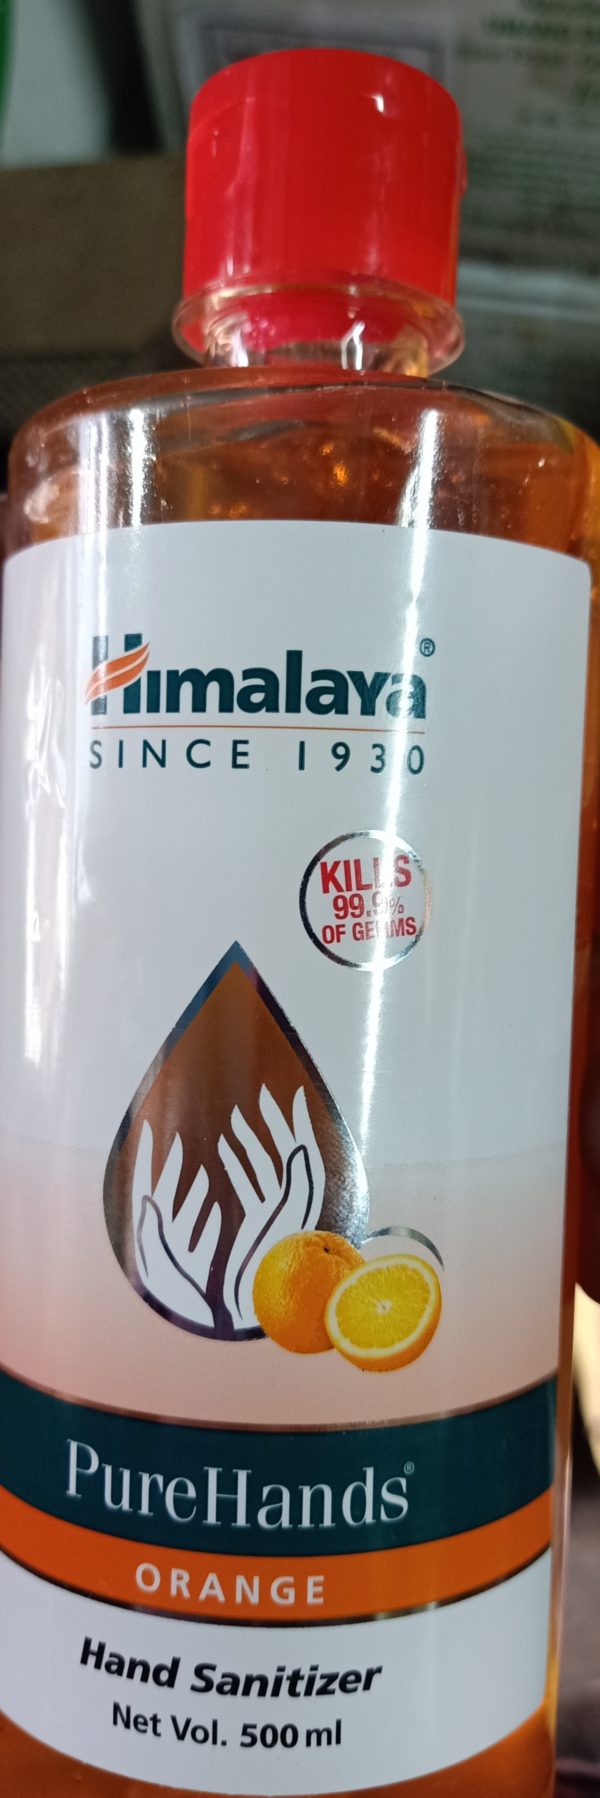 Himalaya®
SINCE 1930
KILLS
99.9%
OF GERMS
PureHands®
ORANGE
Hand Sanitizer
Net Vol. 500 ml